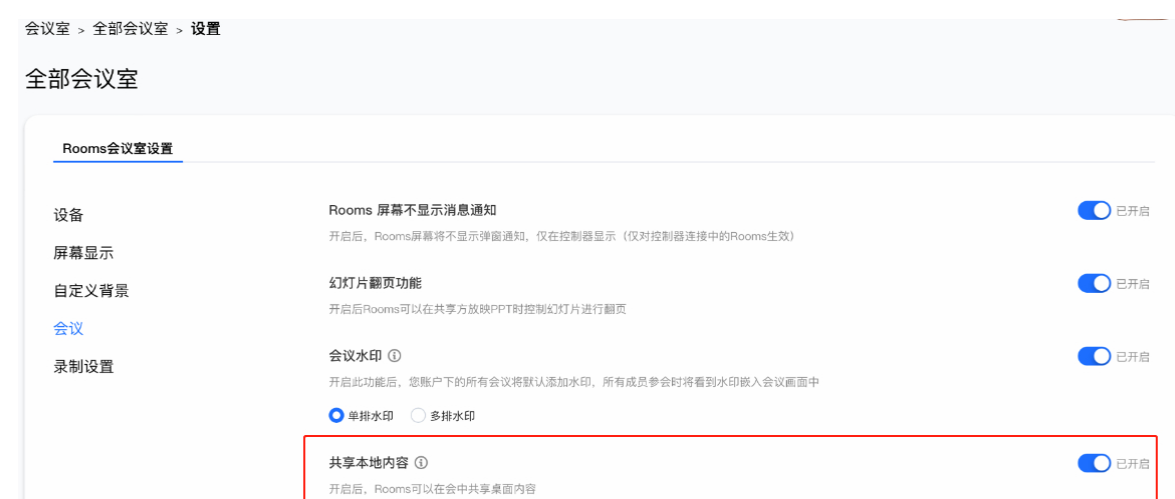 会议室 > 全部会议室 > 设置
全部会议室
Rooms会议室设置
设备
屏幕显示
自定义背景
会议
录制设置
Rooms 屏幕不显示消息通知
已开启
开启后，Rooms屏幕将不显示弹窗通知，仅在控制器显示（仅对控制器连接中的Rooms生效）
幻灯片翻页功能
已开启
开启后Rooms可以在共享方放映PPT时控制幻灯片进行翻页
会议水印
已开启
开启此功能后，您账户下的所有会议将默认添加水印，所有成员参会时将看到水印嵌入会议画面中
单排水印 多排水印
共享本地内容
已开启
开启后，Rooms可以在会中共享桌面内容